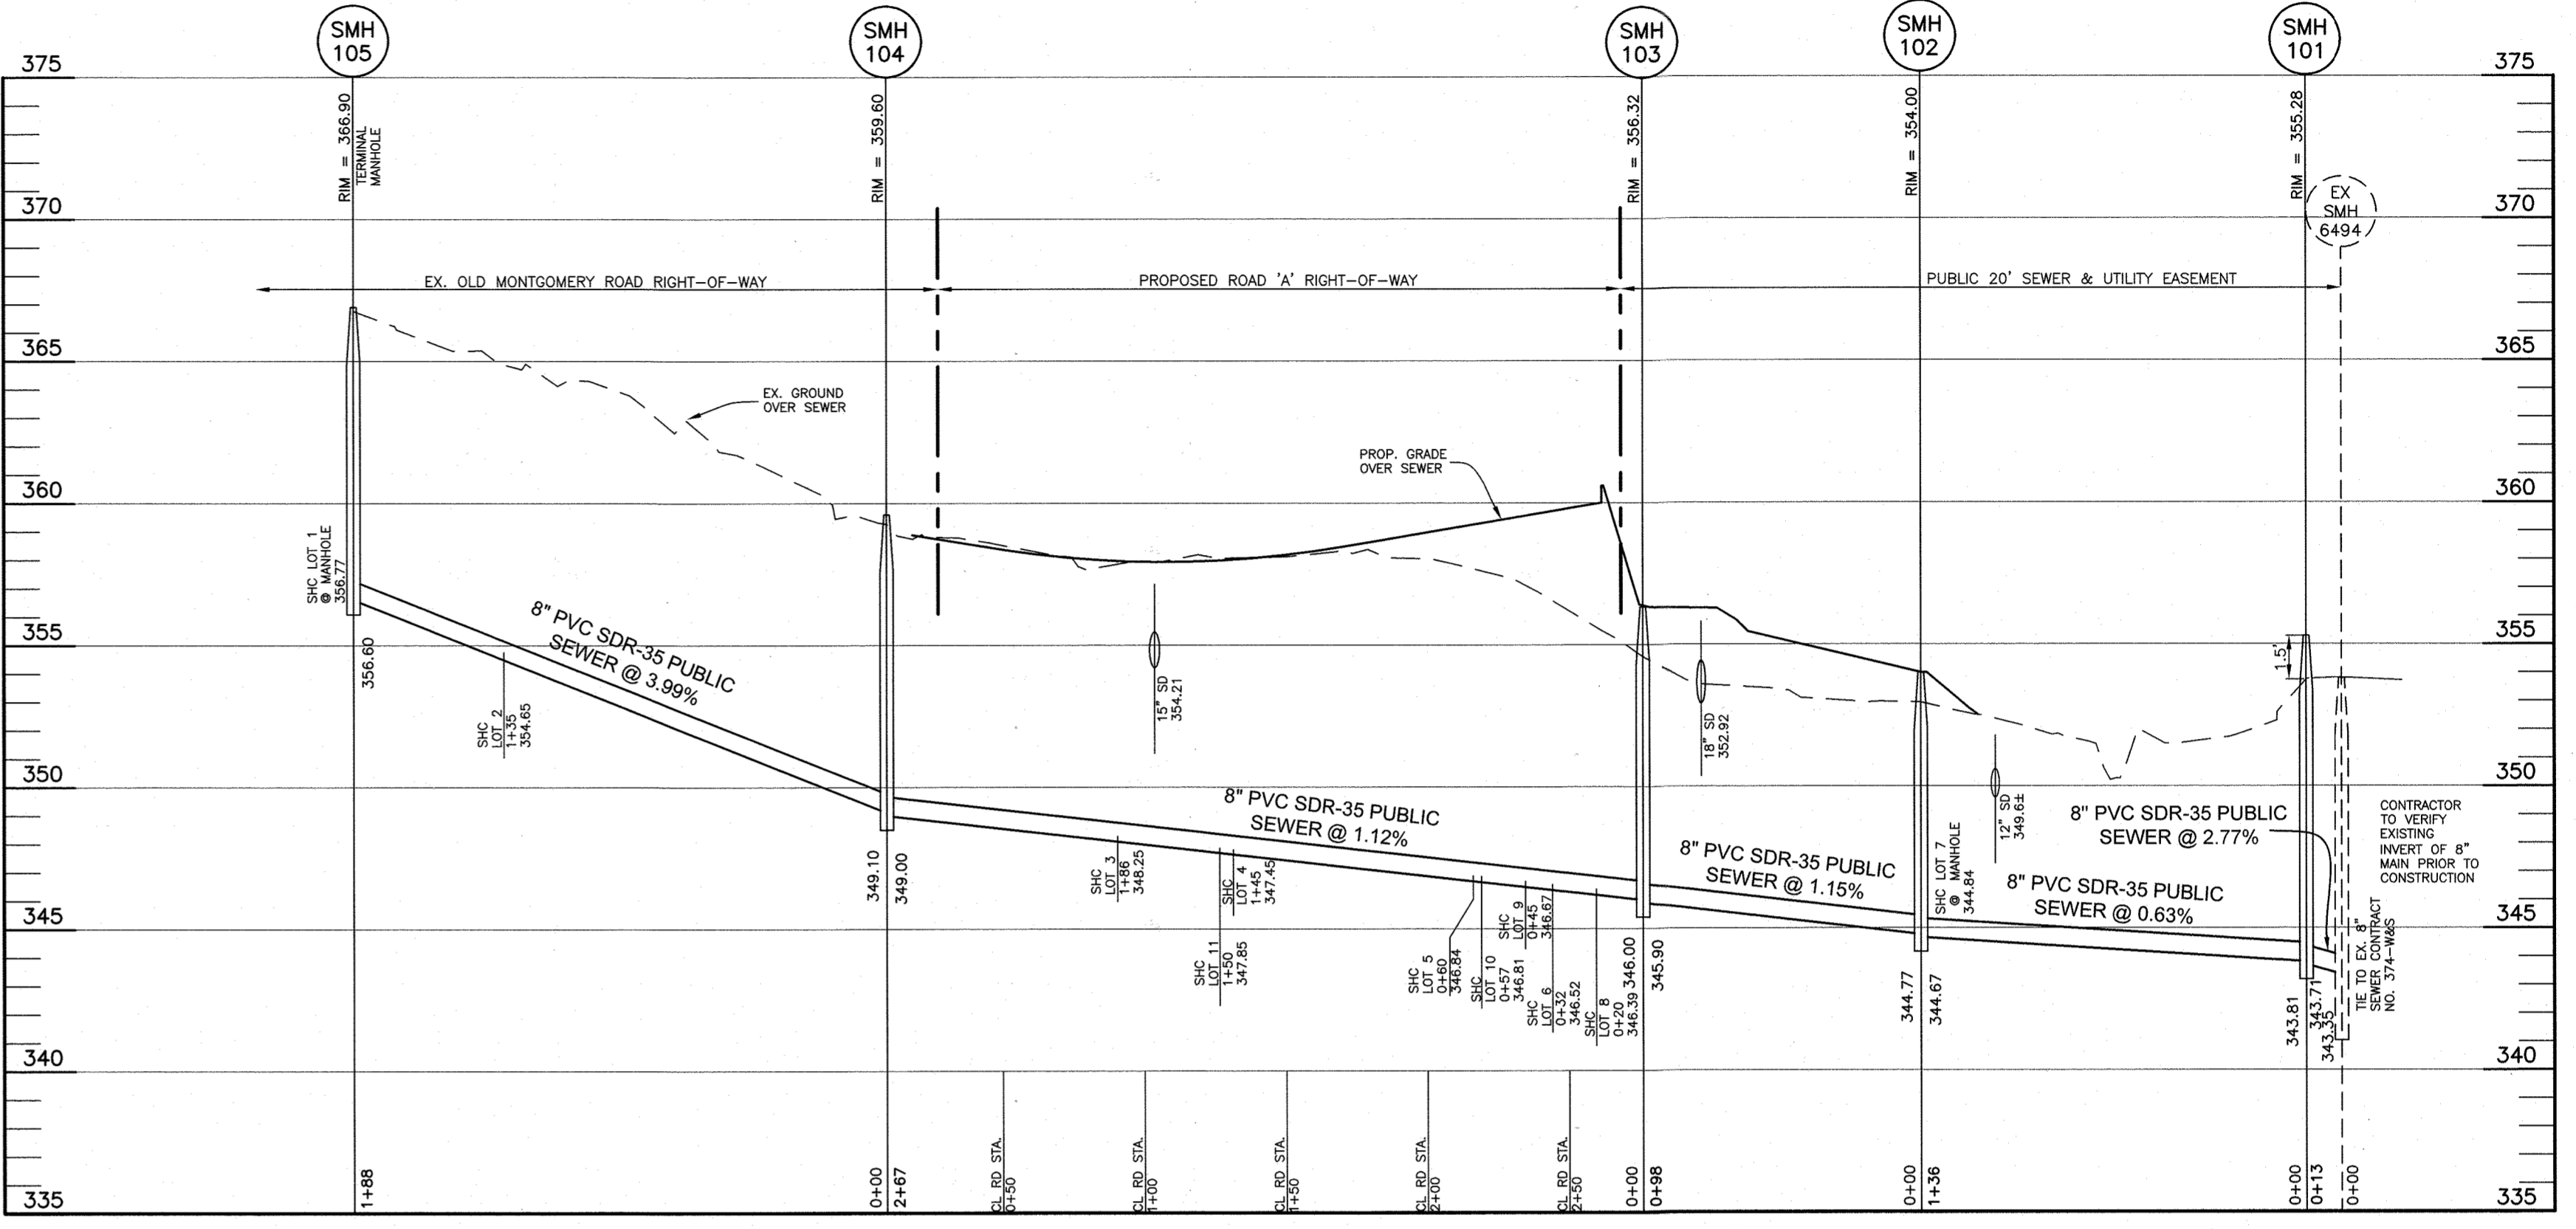 SMH
105
SMH
104
SMH
103
SMH
102
SMH
101
375
375
RIM = 366.90
TERMINAL
MANHOLE
RIM = 359.60
RIM = 356.32
RIM = 354.00
RIM = 355.28
EX
SMH
6494
370
370
EX. OLD MONTGOMERY ROAD RIGHT-OF-WAY
PROPOSED ROAD 'A' RIGHT-OF-WAY
PUBLIC 20' SEWER & UTILITY EASEMENT
365
365
EX. GROUND
OVER SEWER
PROP. GRADE
OVER SEWER
360
360
SHC LOT 1
@ MANHOLE
356.77
355
355
356.60
8" PVC SDR-35 PUBLIC
SEWER @ 3.99%
SHC
LOT 2
1+35
354.65
15" SD
354.21
18" SD
352.92
1.5'
350
350
12" SD
349.6±
8" PVC SDR-35 PUBLIC
SEWER @ 1.12%
8" PVC SDR-35 PUBLIC
SEWER @ 2.77%
CONTRACTOR
TO VERIFY
EXISTING
INVERT OF 8"
MAIN PRIOR TO
CONSTRUCTION
349.10
349.00
SHC
LOT 3
1+86
348.25
SHC
LOT 4
1+45
347.45
8" PVC SDR-35 PUBLIC
SEWER @ 1.15%
SHC LOT 7
@ MANHOLE
344.84
8" PVC SDR-35 PUBLIC
SEWER @ 0.63%
345
345
SHC
LOT 11
1+50
347.85
SHC
LOT 5
0+60
346.84
SHC
LOT 10
0+57
346.81
SHC
LOT 9
0+45
346.67
SHC
LOT 6
0+32
346.52
SHC
LOT 8
0+20
346.39
346.00
345.90
344.77
344.67
343.81
343.71
343.35
TIE TO EX. 8"
SEWER CONTRACT
NO. 374-W&S
340
340
1+88
0+00
2+67
CL RD STA.
0+50
CL RD STA.
1+00
CL RD STA.
1+50
CL RD STA.
2+00
CL RD STA.
2+50
0+00
0+98
0+00
1+36
0+00
0+13
0+00
335
335